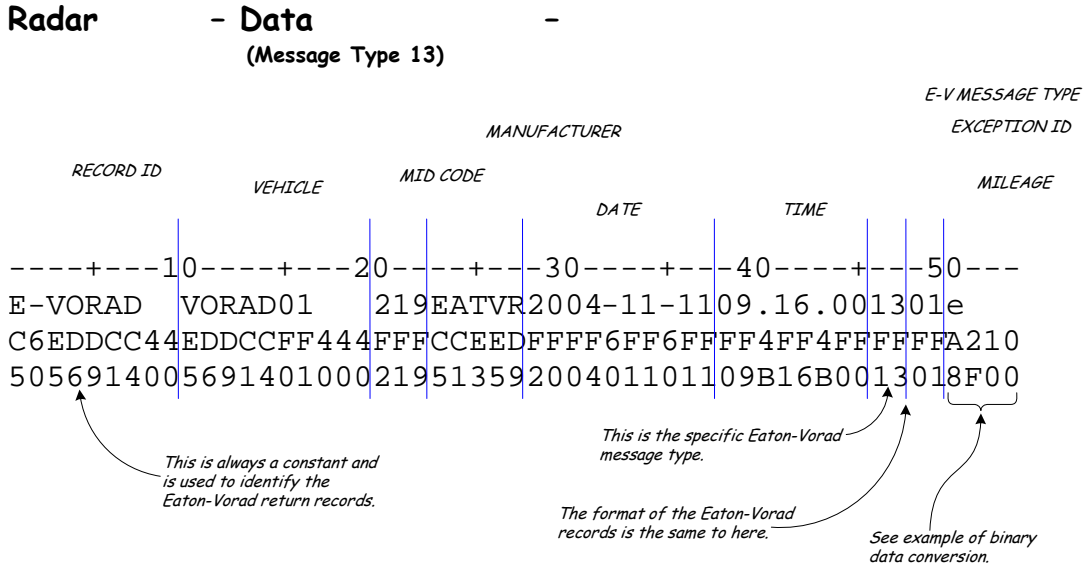 Radar - Data -
(Message Type 13)
E-V MESSAGE TYPE
EXCEPTION ID
MANUFACTURER
RECORD ID
VEHICLE
MID CODE
MILEAGE
DATE
TIME
----+---10----+----20----+---30----+---40----+---50---
E-VORAD  VORAD01   219EATVR2004-11-1109.16.001301e
C6EDDCC44EDDCCFF444FFFCCEEDFFFF6FF6FFFF4FF4FFFFFFA210
505691400569140100021951359200401101109B16B0013018F00
This is the specific Eaton-Vorad
message type.
This is always a constant and
is used to identify the
Eaton-Vorad return records.
The format of the Eaton-Vorad
records is the same to here.
See example of binary
data conversion.